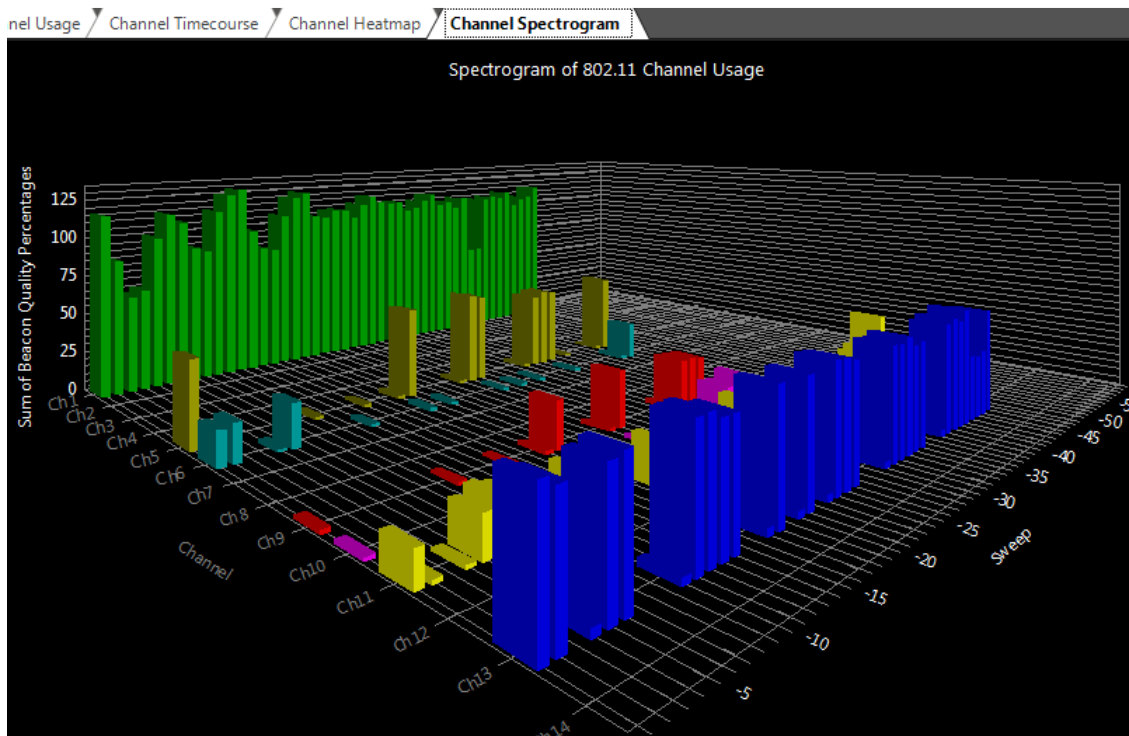 nel Usage
Channel Timecourse
Channel Heatmap
Channel Spectrogram
Spectrogram of 802.11 Channel Usage
Sum of Beacon Quality Percentages
125
100
75
50
25
0
Ch1
Ch2
Ch3
Ch4
Ch5
Ch6
Ch7
Ch8
Ch9
Ch10
Ch11
Ch12
Ch13
Ch14
Channel
-5
-10
-15
-20
-25
-30
-35
-40
-45
-50
Sweep